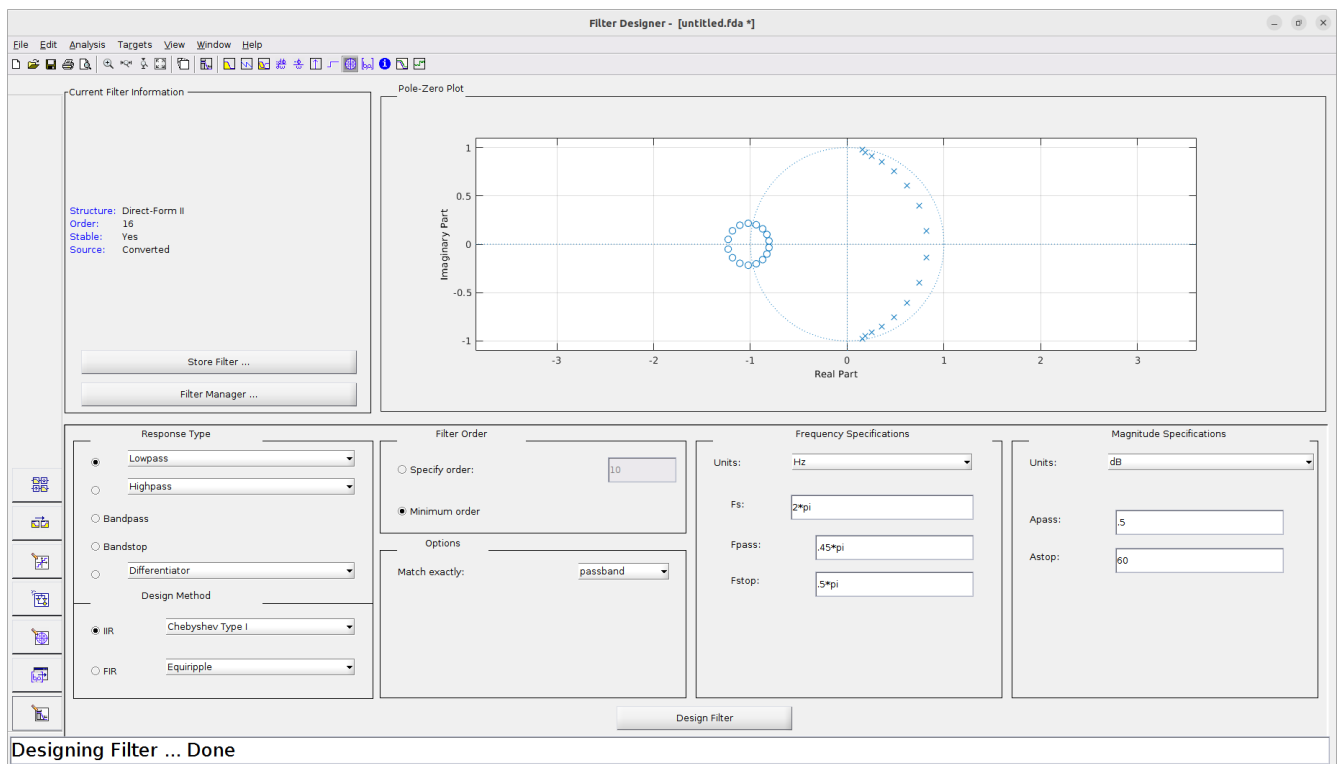 Filter Designer - [untitled.fda *]
File Edit Analysis Targets View Window Help
Current Filter Information
Structure: Direct-Form II
Order: 16
Stable: Yes
Source: Converted
Store Filter ...
Filter Manager ...
Pole-Zero Plot
1
0.5
0
-0.5
-1
Imaginary Part
-3 -2 -1 0 1 2 3
Real Part
Response Type
Lowpass
Highpass
Bandpass
Bandstop
Differentiator
Design Method
IIR Chebyshev Type I
FIR Equiripple
Filter Order
Specify order: 10
Minimum order
Options
Match exactly: passband
Frequency Specifications
Units: Hz
Fs: 2*pi
Fpass: .45*pi
Fstop: .5*pi
Magnitude Specifications
Units: dB
Apass: .5
Astop: 60
Design Filter
Designing Filter ... Done